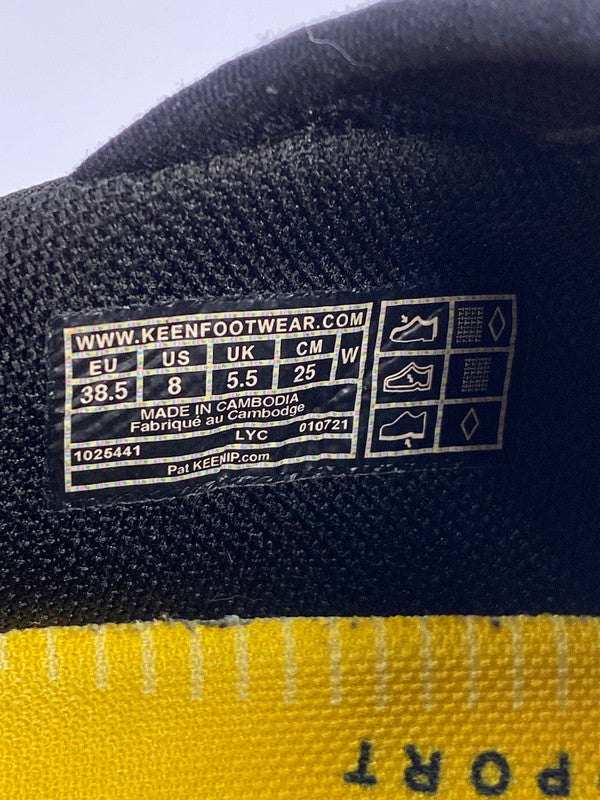 WWW.KEENFOOTWEAR.COM
EU US UK CM W
38.5 8 5.5 25
MADE IN CAMBODIA
Fabriqué au Cambodge
1025441 LYC 010721
Pat KEENIP.com
PORT